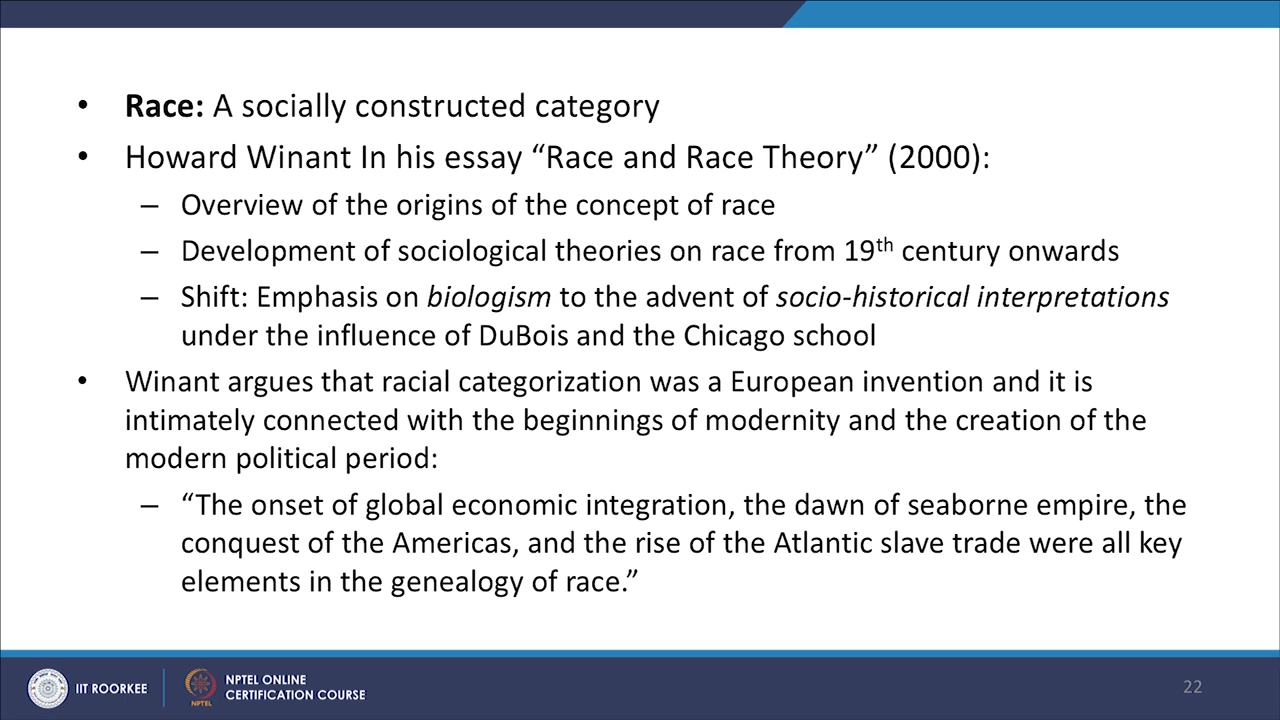 • Race: A socially constructed category
• Howard Winant In his essay “Race and Race Theory” (2000):
– Overview of the origins of the concept of race
– Development of sociological theories on race from 19th century onwards
– Shift: Emphasis on biologism to the advent of socio-historical interpretations
under the influence of DuBois and the Chicago school
• Winant argues that racial categorization was a European invention and it is
intimately connected with the beginnings of modernity and the creation of the
modern political period:
– “The onset of global economic integration, the dawn of seaborne empire, the
conquest of the Americas, and the rise of the Atlantic slave trade were all key
elements in the genealogy of race.”
IIT ROORKEE
NPTEL
NPTEL ONLINE
CERTIFICATION COURSE
22